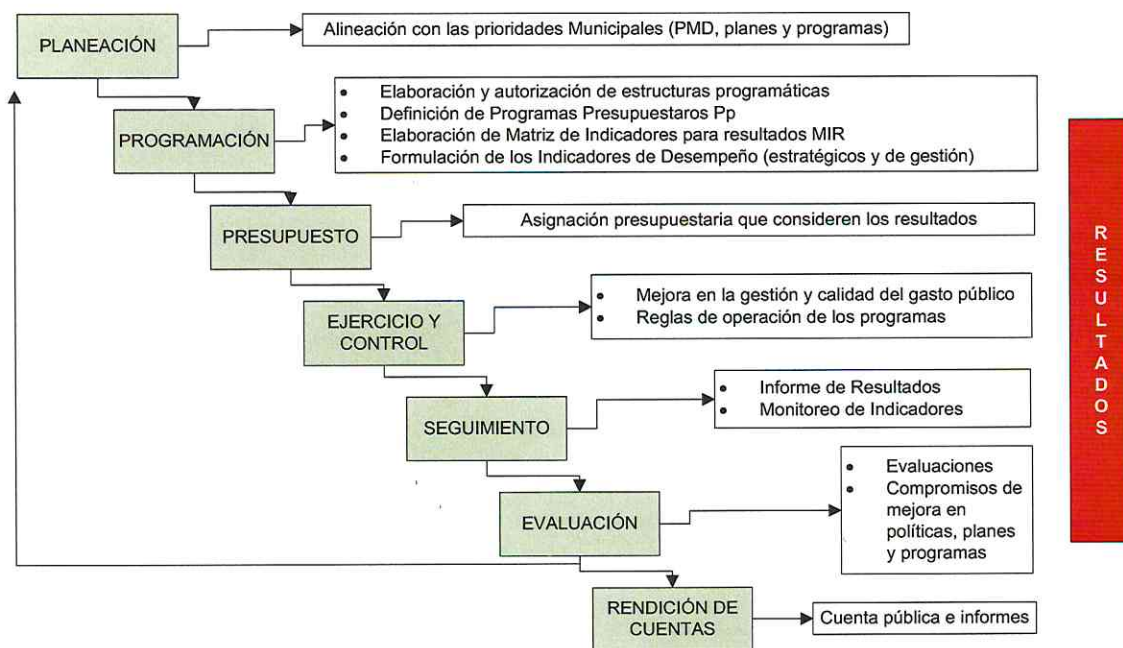 PLANEACIÓN
Alineación con las prioridades Municipales (PMD, planes y programas)
PROGRAMACIÓN
• Elaboración y autorización de estructuras programáticas
• Definición de Programas Presupuestaros Pp
• Elaboración de Matriz de Indicadores para resultados MIR
• Formulación de los Indicadores de Desempeño (estratégicos y de gestión)
PRESUPUESTO
Asignación presupuestaria que consideren los resultados
EJERCICIO Y
CONTROL
• Mejora en la gestión y calidad del gasto público
• Reglas de operación de los programas
SEGUIMIENTO
• Informe de Resultados
• Monitoreo de Indicadores
EVALUACIÓN
• Evaluaciones
• Compromisos de
mejora en
políticas, planes
y programas
RENDICIÓN DE
CUENTAS
Cuenta pública e informes
RESULTADOS